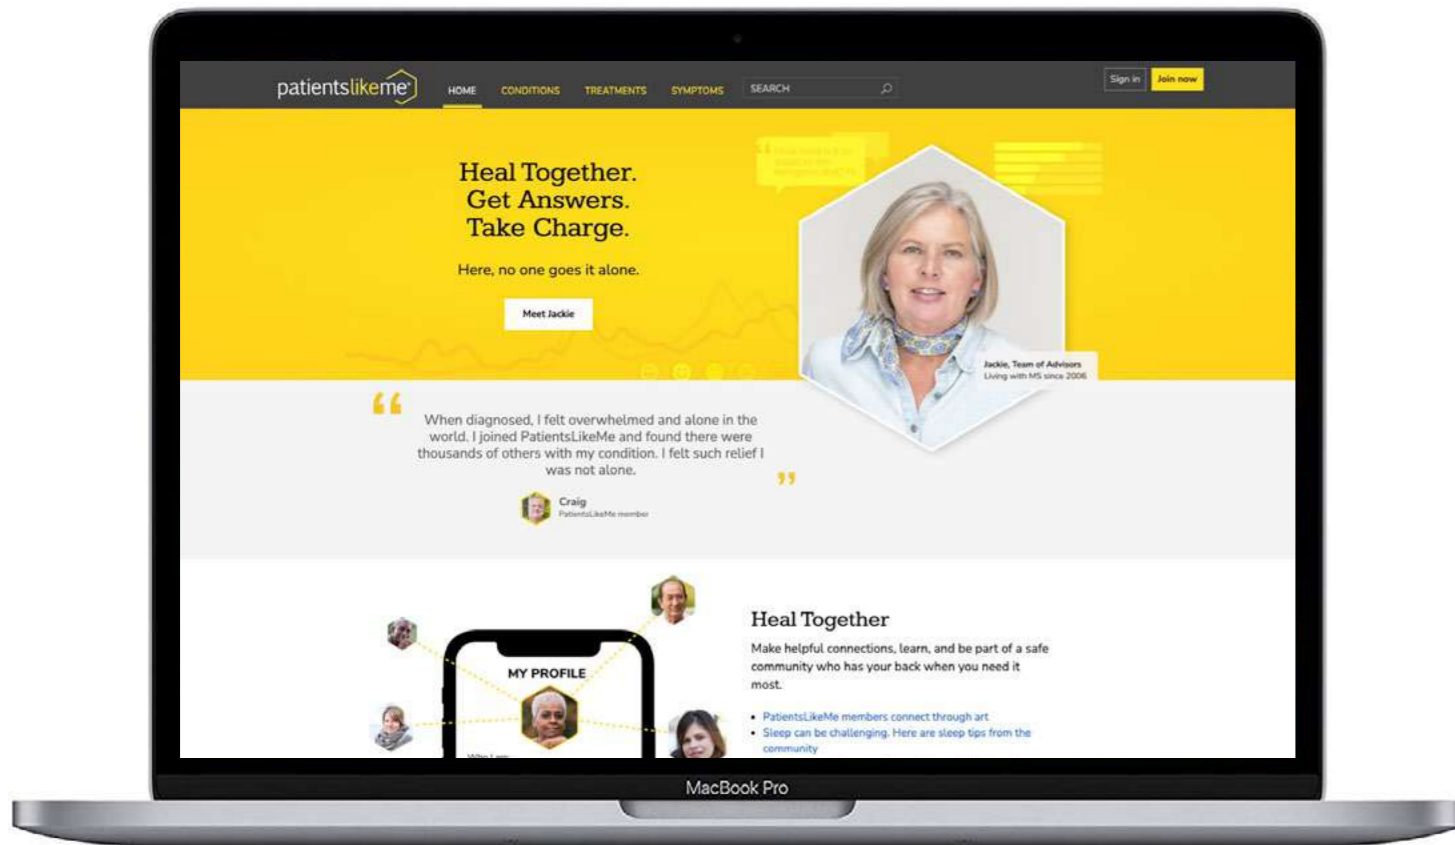 patientslikeme®
HOME
CONDITIONS
TREATMENTS
SYMPTOMS
SEARCH
Sign in
Join now
Heal Together.
Get Answers.
Take Charge.
Here, no one goes it alone.
Meet Jackie
Jackie, Team of Advisors
Living with MS since 2006
“
When diagnosed, I felt overwhelmed and alone in the
world. I joined PatientsLikeMe and found there were
thousands of others with my condition. I felt such relief I
was not alone.
”
Craig
PatientsLikeMe member
MY PROFILE
Who I am:
Heal Together
Make helpful connections, learn, and be part of a safe
community who has your back when you need it
most.
• PatientsLikeMe members connect through art
• Sleep can be challenging. Here are sleep tips from the
community
MacBook Pro